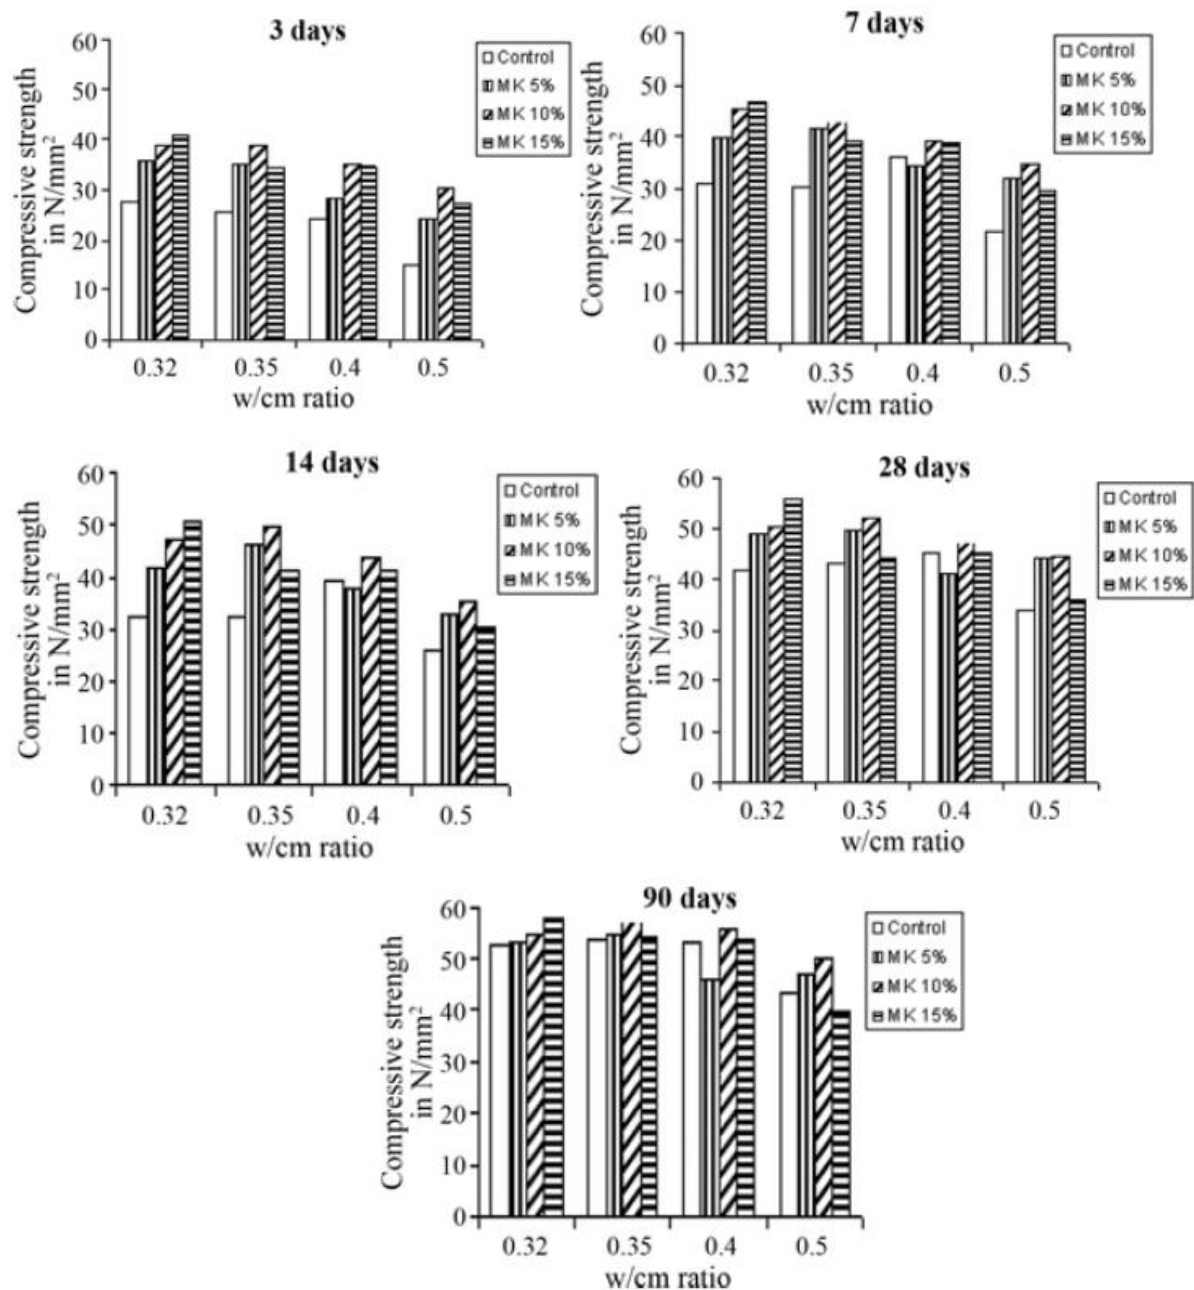 3 days
60
50
40
30
20
10
0
Compressive strength
in N/mm²
Control
MK 5%
MK 10%
MK 15%
0.32 0.35 0.4 0.5
w/cm ratio
7 days
60
50
40
30
20
10
0
Compressive strength
in N/mm²
Control
MK 5%
MK 10%
MK 15%
0.32 0.35 0.4 0.5
w/cm ratio
14 days
60
50
40
30
20
10
0
Compressive strength
in N/mm²
Control
MK 5%
MK 10%
MK 15%
0.32 0.35 0.4 0.5
w/cm ratio
28 days
60
50
40
30
20
10
0
Compressive strength
in N/mm²
Control
MK 5%
MK 10%
MK 15%
0.32 0.35 0.4 0.5
w/cm ratio
90 days
60
50
40
30
20
10
0
Compressive strength
in N/mm²
Control
MK 5%
MK 10%
MK 15%
0.32 0.35 0.4 0.5
w/cm ratio